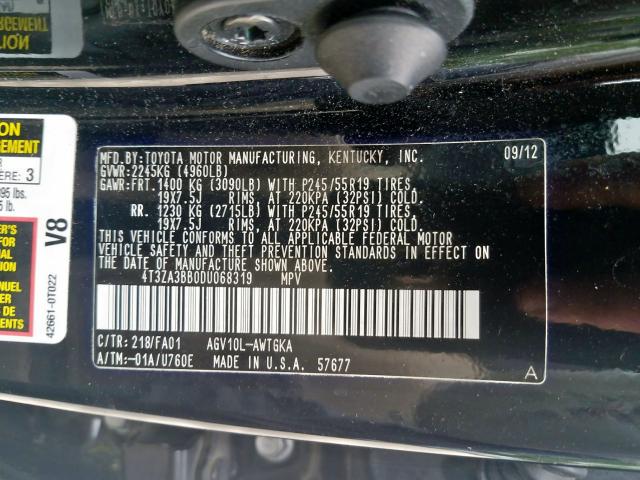 MFD.BY:TOYOTA MOTOR MANUFACTURING, KENTUCKY, INC. 09/12
GVWR:2245KG (4960LB)
GAWR:FRT.1400 KG (3090LB) WITH P245/55R19 TIRES,
19X7.5J RIMS, AT 220KPA (32PSI) COLD.
RR. 1230 KG (2715LB) WITH P245/55R19 TIRES,
19X7.5J RIMS, AT 220KPA (32PSI) COLD.
THIS VEHICLE CONFORMS TO ALL APPLICABLE FEDERAL MOTOR
VEHICLE SAFETY AND THEFT PREVENTION STANDARDS IN EFFECT ON
THE DATE OF MANUFACTURE SHOWN ABOVE.
4T3ZA3BB0DU068319 MPV
C/TR:218/FA01 AGV10L-AWTGKA
A/TM:-01A/U760E MADE IN U.S.A. 57677
A
V8
42661-0T022
3
lbs.